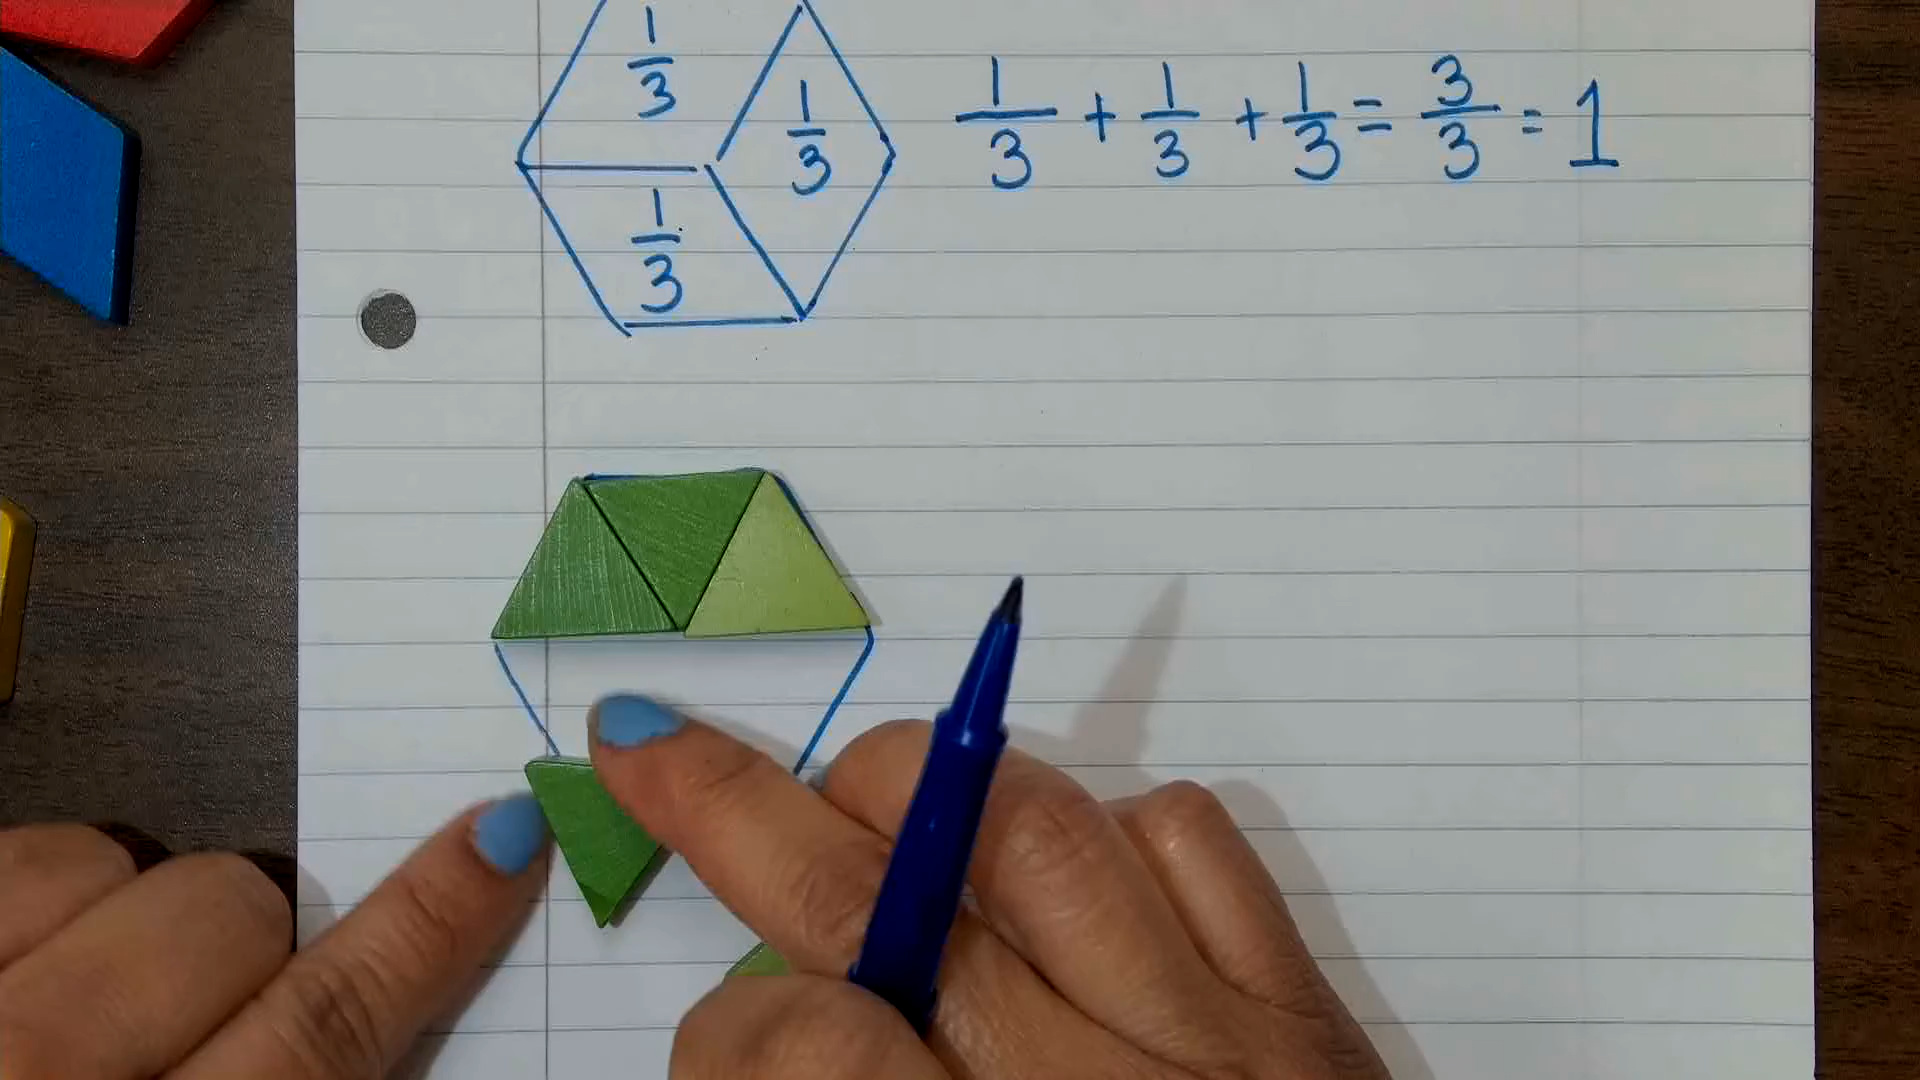 1/3
1/3
1/3
1/3 + 1/3 + 1/3 = 3/3 = 1